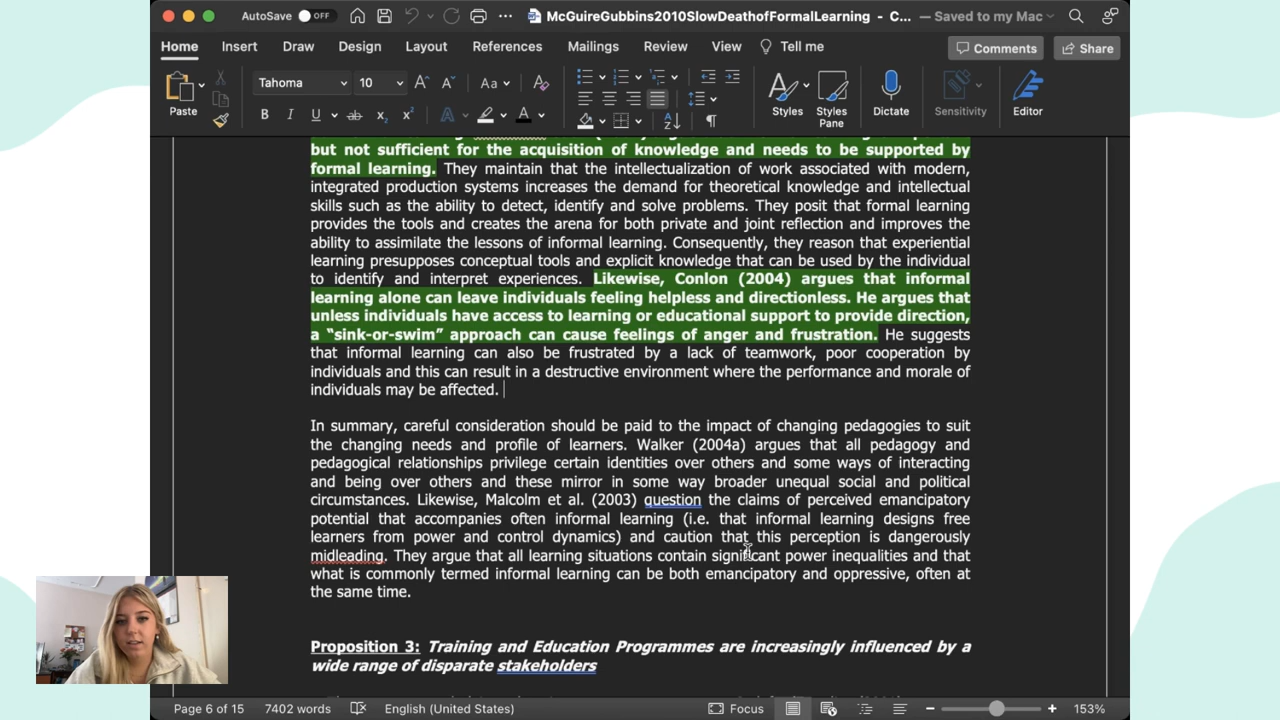 AutoSave OFF McGuireGubbins2010SlowDeathofFormalLearning - C... — Saved to my Mac
Home Insert Draw Design Layout References Mailings Review View Tell me Comments Share
Paste Tahoma 10 Aa Styles Styles Pane Dictate Sensitivity Editor
B I U ab x2 x2 A A
but not sufficient for the acquisition of knowledge and needs to be supported by
formal learning. They maintain that the intellectualization of work associated with modern,
integrated production systems increases the demand for theoretical knowledge and intellectual
skills such as the ability to detect, identify and solve problems. They posit that formal learning
provides the tools and creates the arena for both private and joint reflection and improves the
ability to assimilate the lessons of informal learning. Consequently, they reason that experiential
learning presupposes conceptual tools and explicit knowledge that can be used by the individual
to identify and interpret experiences. Likewise, Conlon (2004) argues that informal
learning alone can leave individuals feeling helpless and directionless. He argues that
unless individuals have access to learning or educational support to provide direction,
a “sink-or-swim” approach can cause feelings of anger and frustration. He suggests
that informal learning can also be frustrated by a lack of teamwork, poor cooperation by
individuals and this can result in a destructive environment where the performance and morale of
individuals may be affected.
In summary, careful consideration should be paid to the impact of changing pedagogies to suit
the changing needs and profile of learners. Walker (2004a) argues that all pedagogy and
pedagogical relationships privilege certain identities over others and some ways of interacting
and being over others and these mirror in some way broader unequal social and political
circumstances. Likewise, Malcolm et al. (2003) question the claims of perceived emancipatory
potential that accompanies often informal learning (i.e. that informal learning designs free
learners from power and control dynamics) and caution that this perception is dangerously
midleading. They argue that all learning situations contain significant power inequalities and that
what is commonly termed informal learning can be both emancipatory and oppressive, often at
the same time.
Proposition 3: Training and Education Programmes are increasingly influenced by a
wide range of disparate stakeholders
Page 6 of 15 7402 words English (United States) Focus 153%